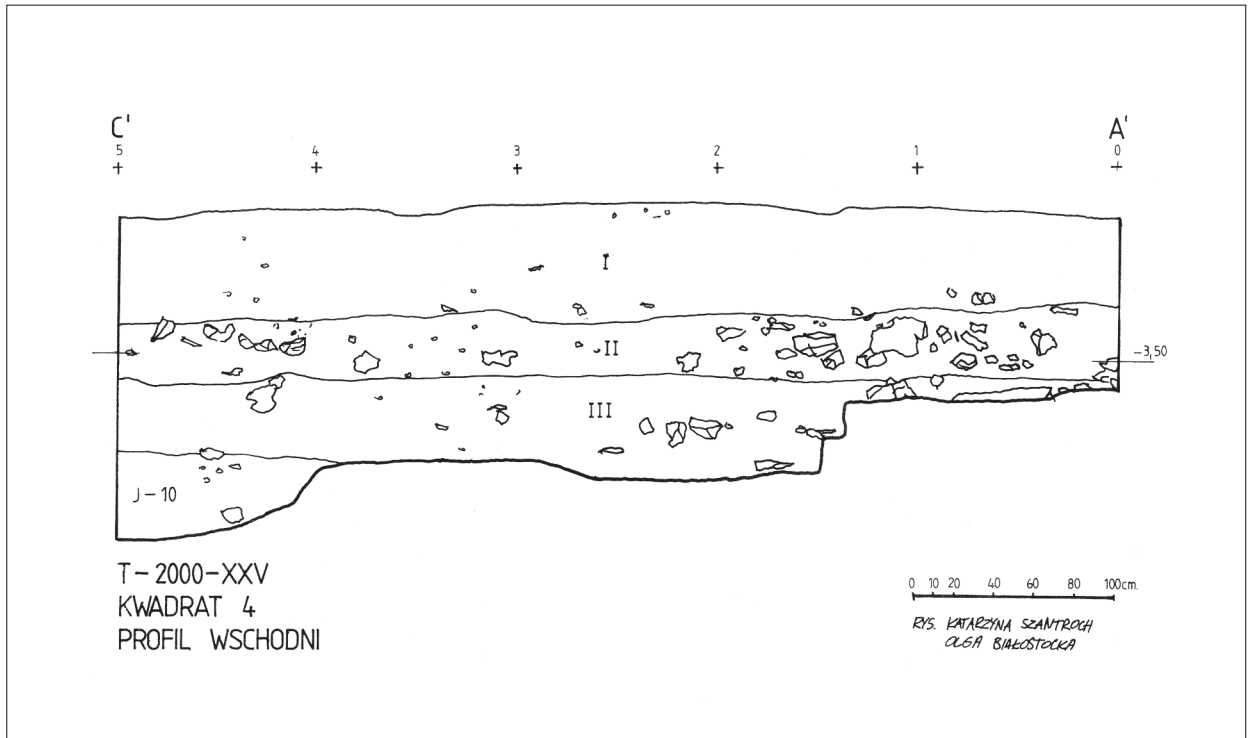 C' A'
5 4 3 2 1 0
I
II
-3,50
III
J-10
T-2000-XXV
KWADRAT 4
PROFIL WSCHODNI
0 10 20 40 60 80 100cm.
RYS. KATARZYNA SZANTROCH
OLGA BIAŁOSTOCKA